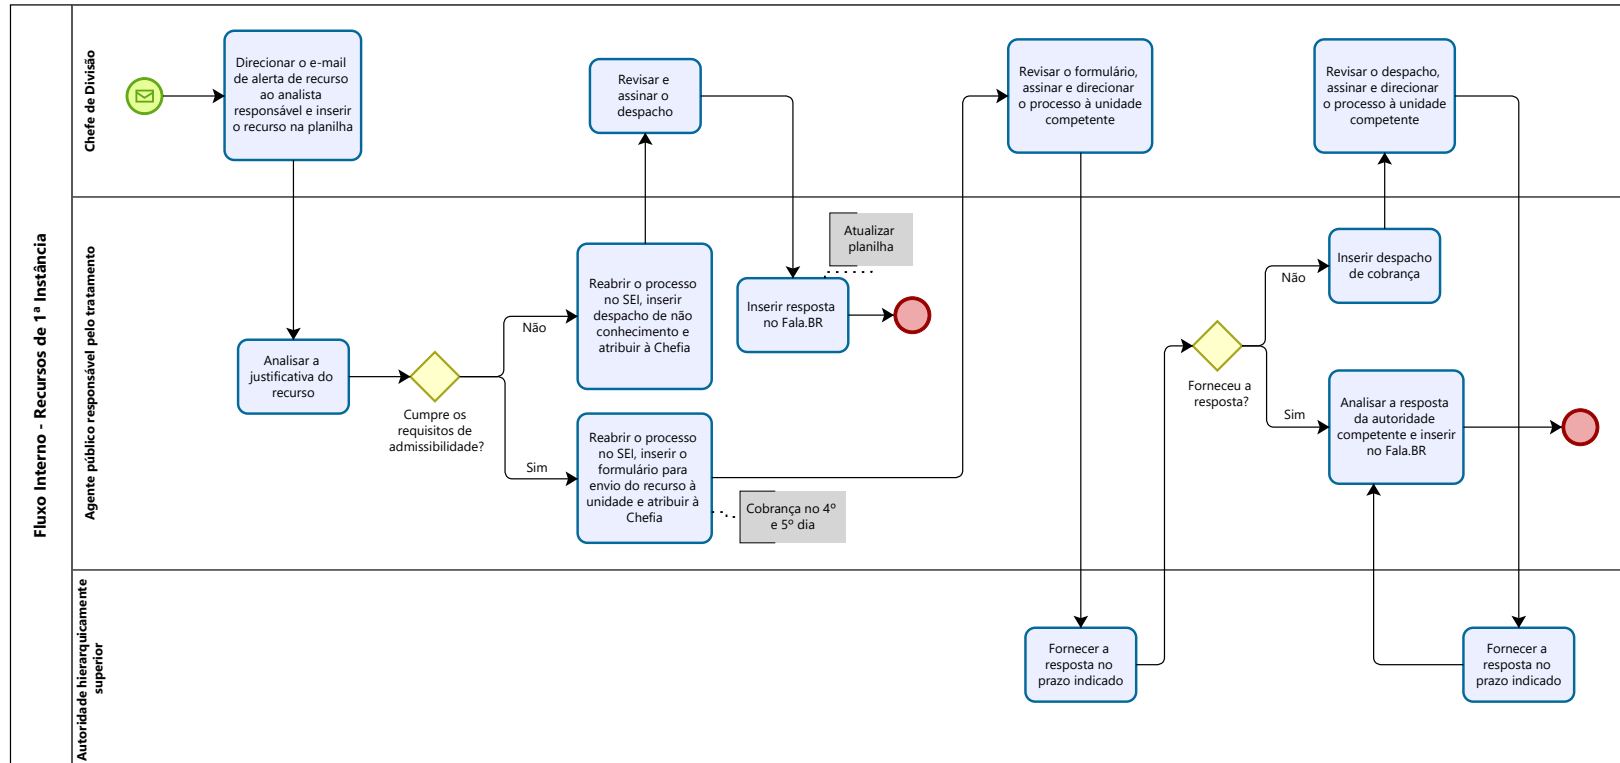 Fluxo Interno - Recursos de 1ª Instância
Chefe de Divisão
Direcionar o e-mail
de alerta de recurso
ao analista
responsável e inserir
o recurso na planilha
Revisar e
assinar o
despacho
Revisar o formulário,
assinar e direcionar
o processo à unidade
competente
Revisar o despacho,
assinar e direcionar
o processo à unidade
competente
Agente público responsável pelo tratamento
Analisar a
justificativa do
recurso
Cumpre os
requisitos de
admissibilidade?
Não
Reabrir o processo
no SEI, inserir
despacho de não
conhecimento e
atribuir à Chefia
Sim
Reabrir o processo
no SEI, inserir o
formulário para
envio do recurso à
unidade e atribuir à
Chefia
Cobrança no 4º
e 5º dia
Atualizar
planilha
Inserir resposta
no Fala.BR
Forneceu a
resposta?
Não
Inserir despacho
de cobrança
Sim
Analisar a resposta
da autoridade
competente e inserir
no Fala.BR
Autoridade hierarquicamente
superior
Fornecer a
resposta no
prazo indicado
Fornecer a
resposta no
prazo indicado